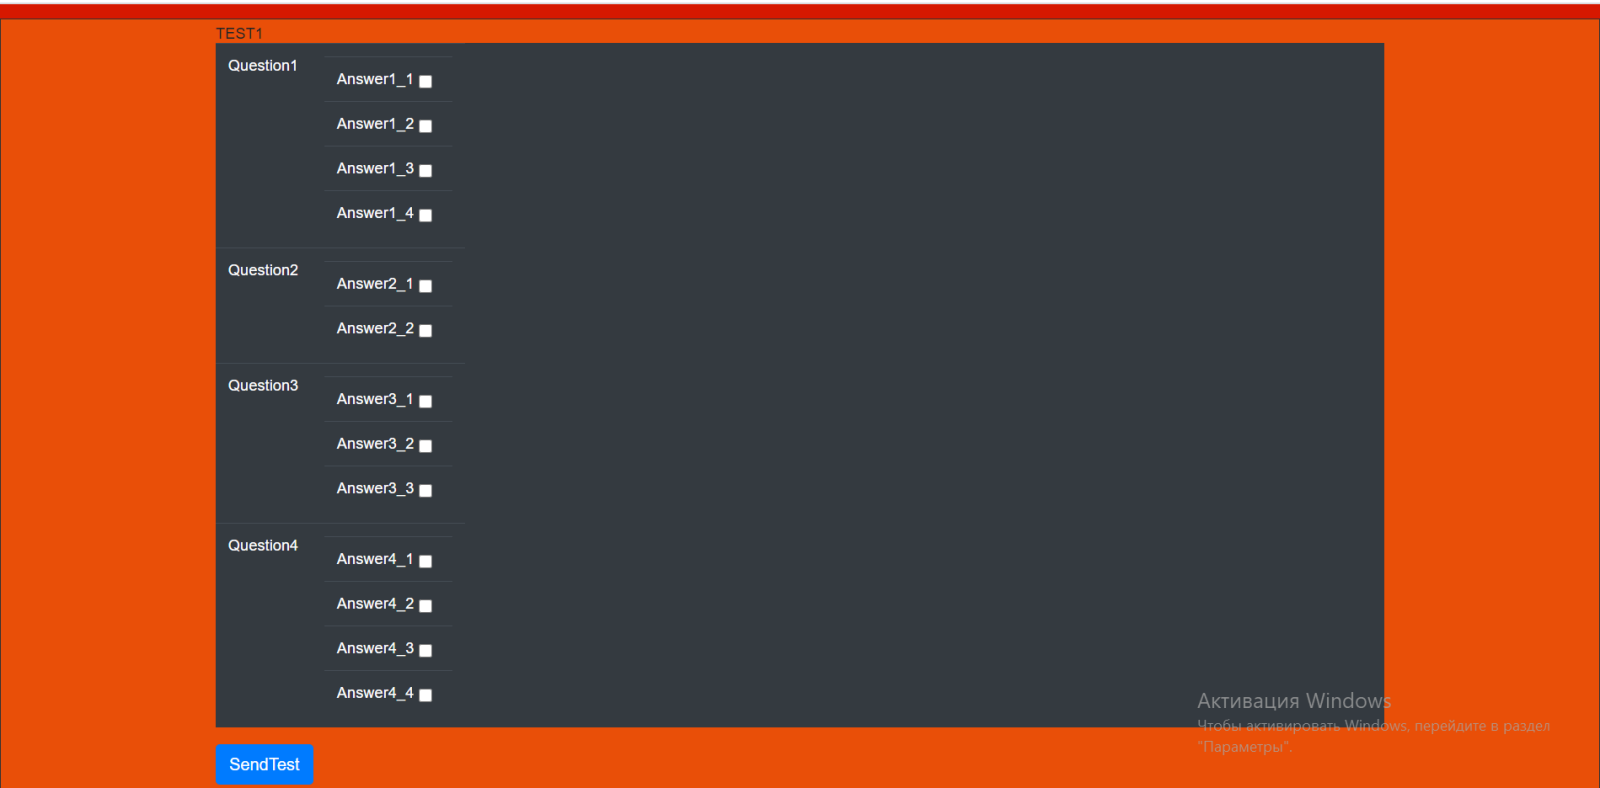 TEST1
Question1
Answer1_1
Answer1_2
Answer1_3
Answer1_4
Question2
Answer2_1
Answer2_2
Question3
Answer3_1
Answer3_2
Answer3_3
Question4
Answer4_1
Answer4_2
Answer4_3
Answer4_4
Активация Windows
Чтобы активировать Windows, перейдите в раздел
"Параметры".
SendTest